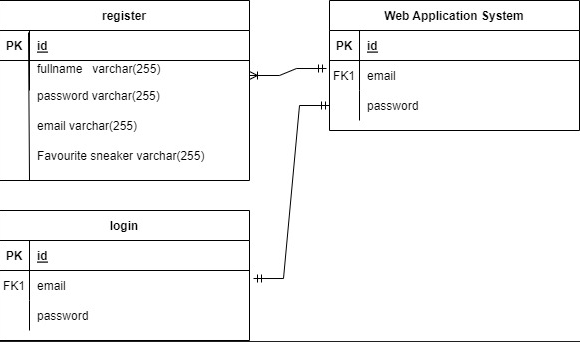 register
PK id
fullname varchar(255)
password varchar(255)
email varchar(255)
Favourite sneaker varchar(255)
Web Application System
PK id
FK1 email
password
login
PK id
FK1 email
password